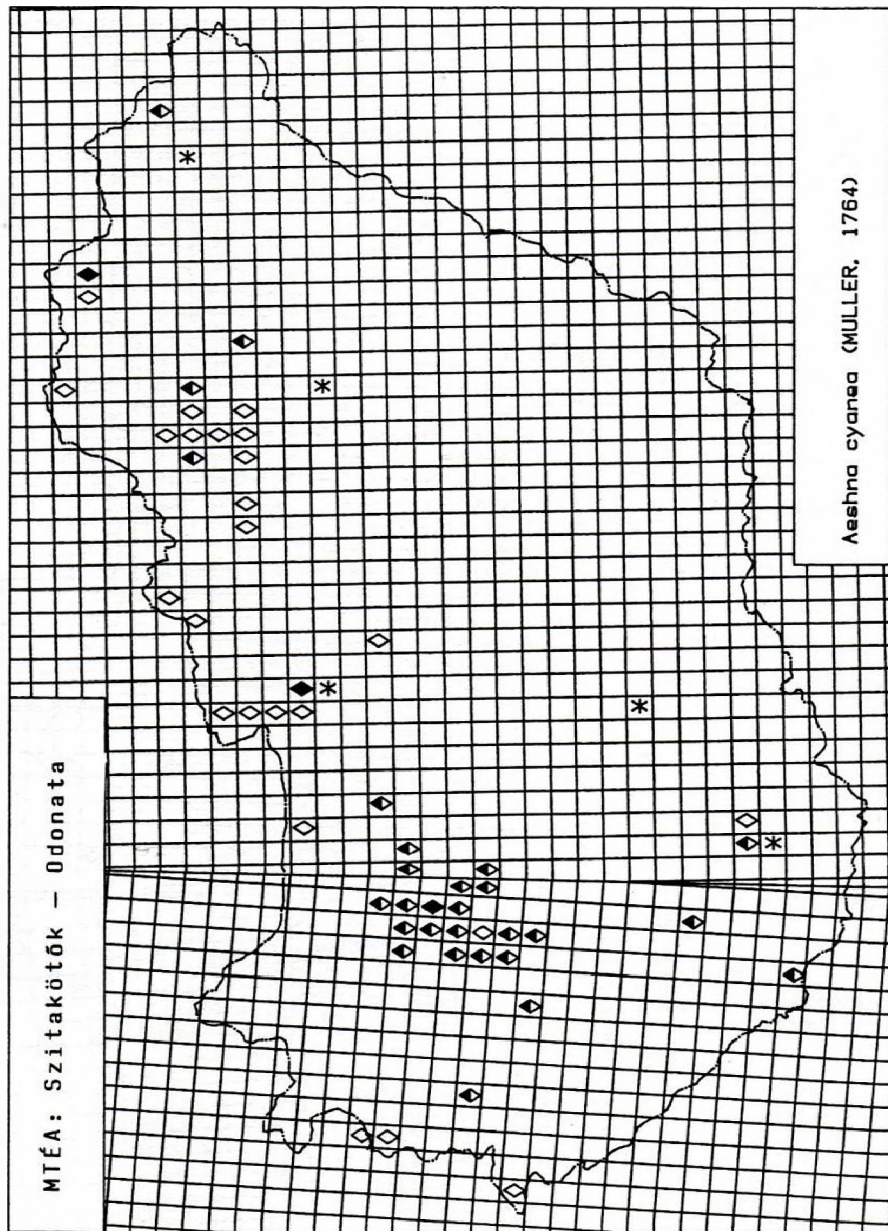 MTÉA: Szitakötők — Odonata
Aeshna cyanea (MULLER, 1764)